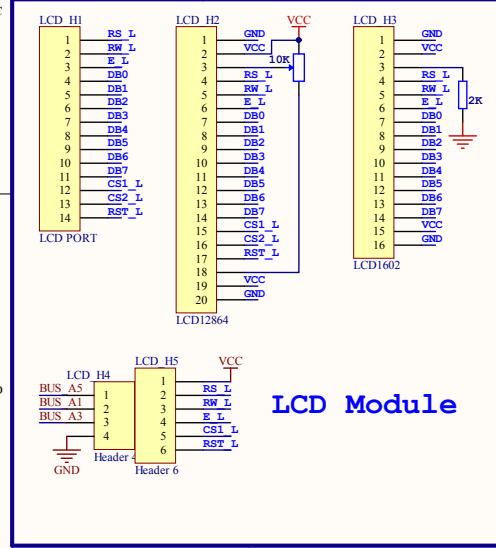 LCD_H1
1 RS_L
2 RW_L
3 E_L
4 DB0
5 DB1
6 DB2
7 DB3
8 DB4
9 DB5
10 DB6
11 DB7
12 CS1_L
13 CS2_L
14 RST_L
LCD PORT
LCD_H2
VCC
10K
1 GND
2 VCC
3
4 RS_L
5 RW_L
6 E_L
7 DB0
8 DB1
9 DB2
10 DB3
11 DB4
12 DB5
13 DB6
14 DB7
15 CS1_L
16 CS2_L
17 RST_L
18
19 VCC
20 GND
LCD12864
LCD_H3
1 GND
2 VCC
3
4 RS_L
5 RW_L
6 E_L
7 DB0
8 DB1
9 DB2
10 DB3
11 DB4
12 DB5
13 DB6
14 DB7
15 VCC
16 GND
2K
LCD1602
LCD_H4
BUS_A5 1
BUS_A1 2
BUS_A3 3
4
GND
Header 4
LCD_H5
VCC
1
2 RS_L
3 RW_L
4 E_L
5 CS1_L
6 RST_L
Header 6
LCD Module